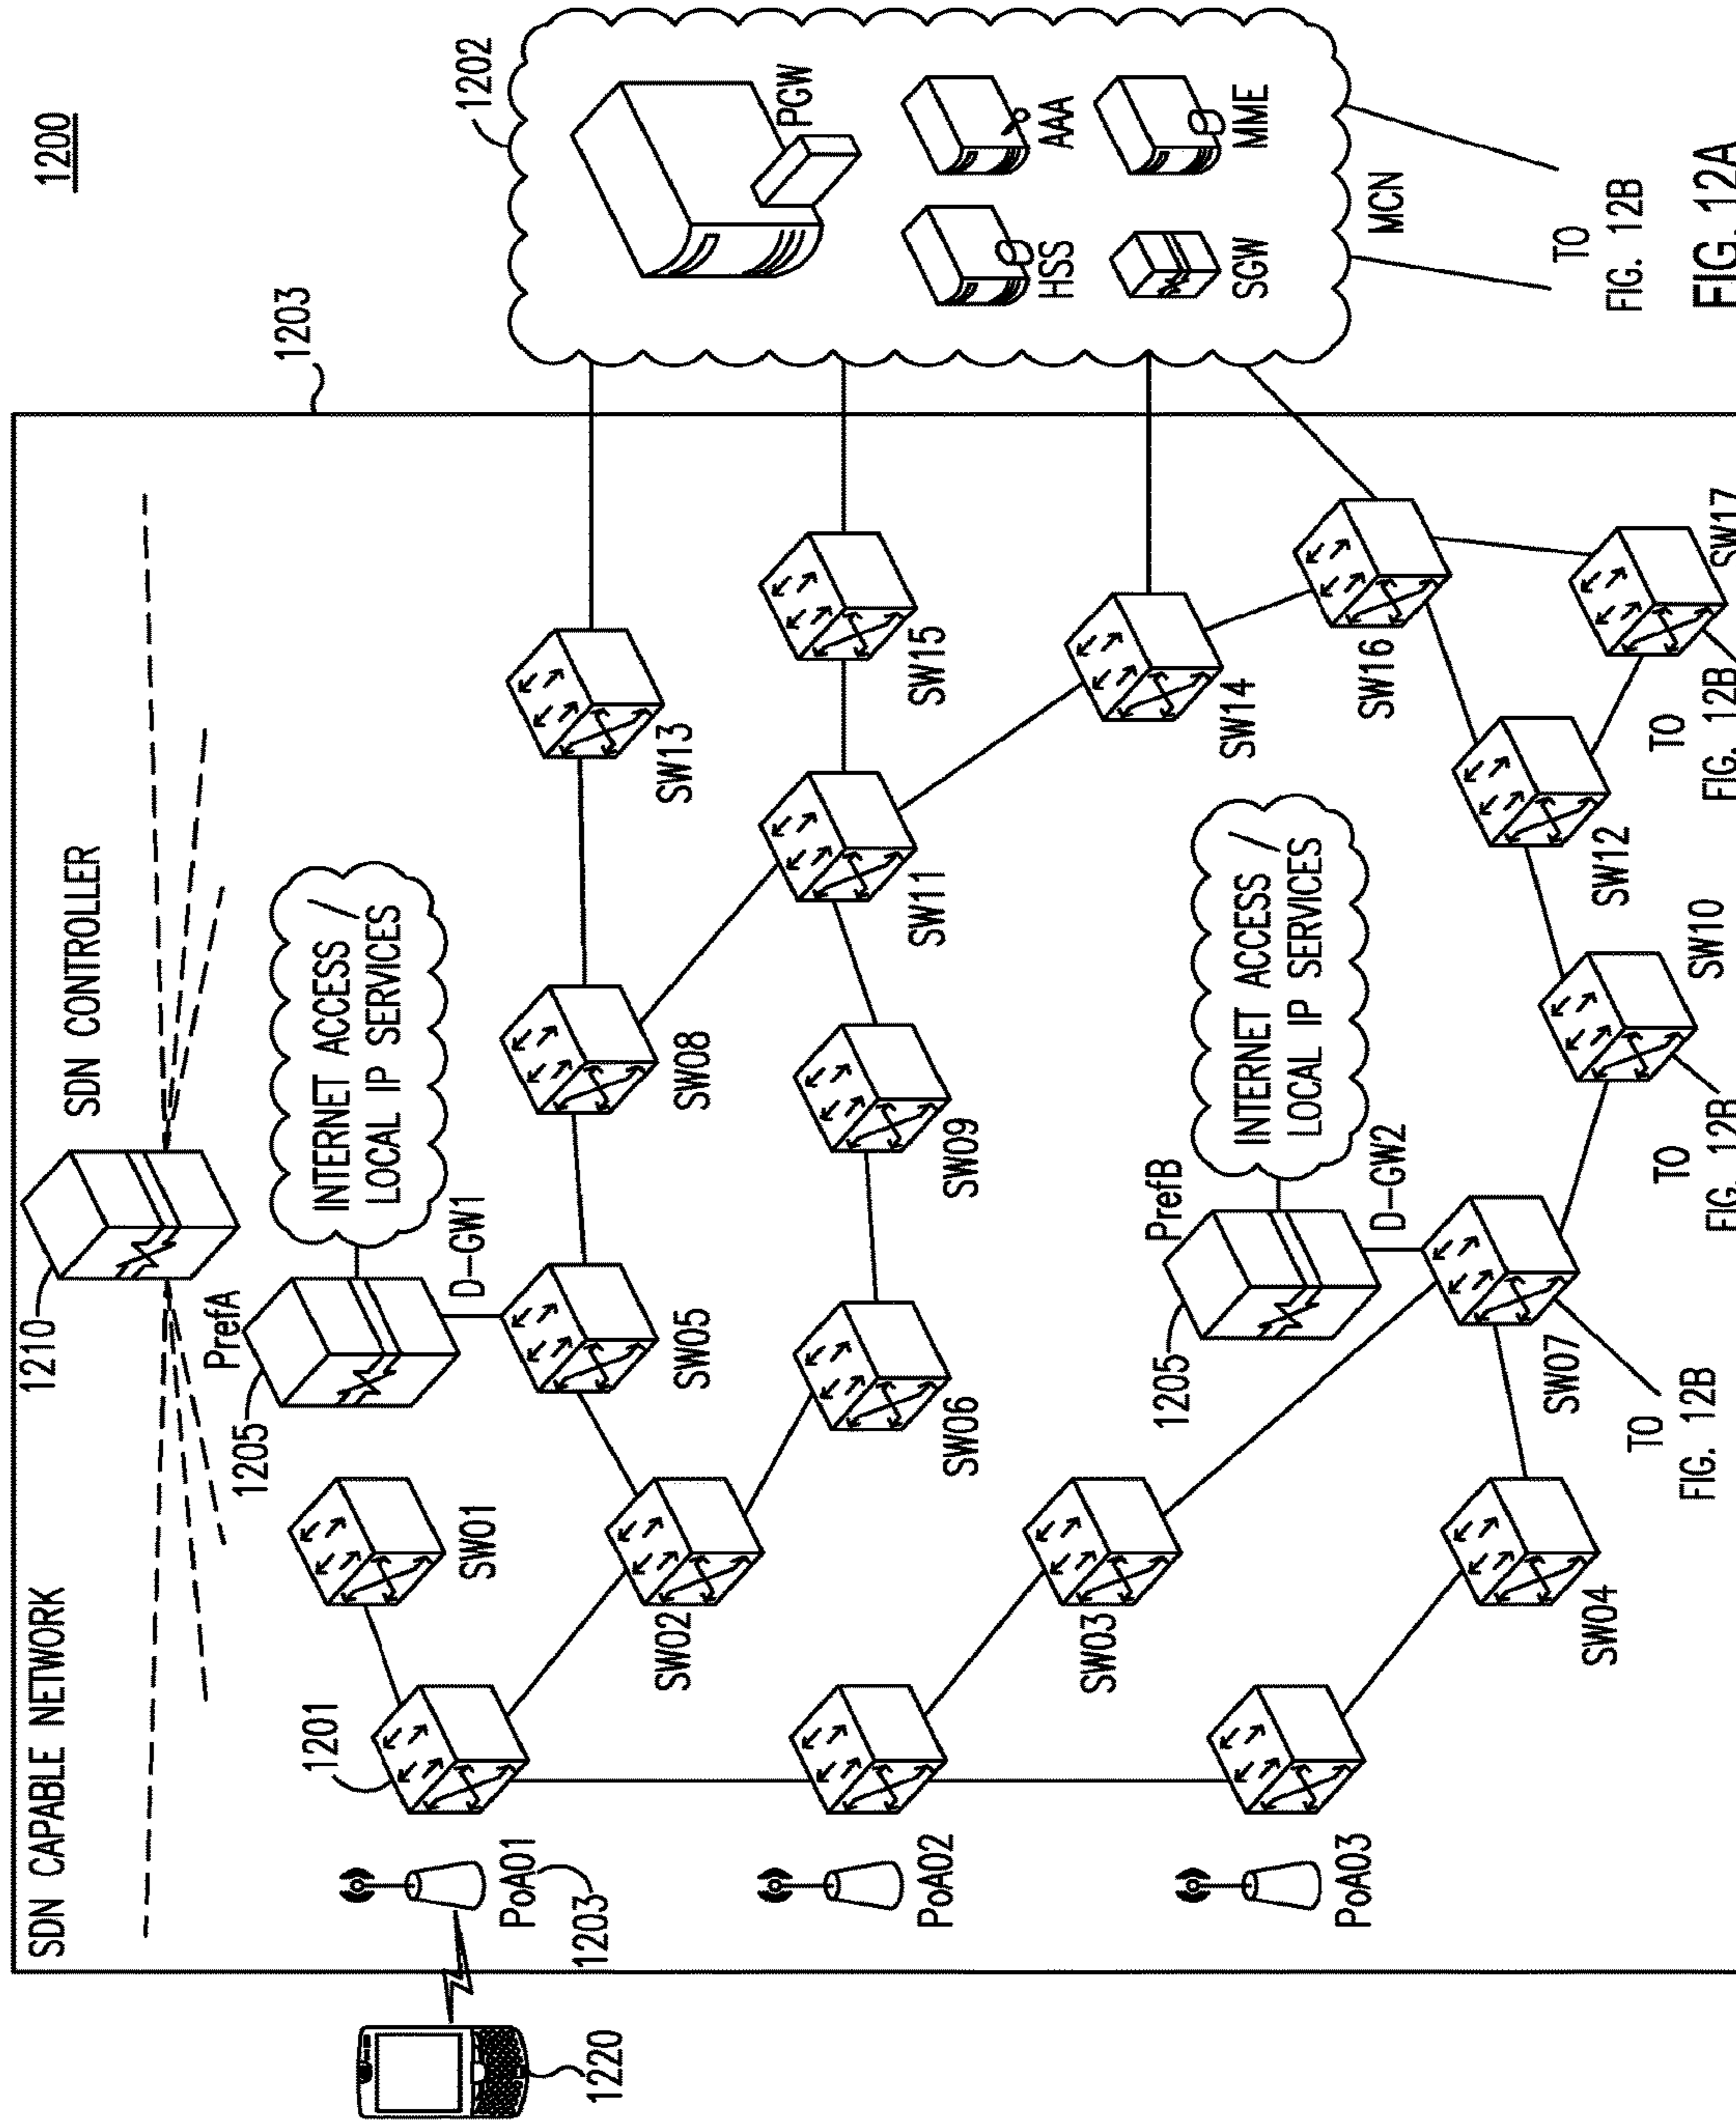 1200
SDN CAPABLE NETWORK
SDN CONTROLLER
1210
1203
1202
PrefA
1205
INTERNET ACCESS /
LOCAL IP SERVICES
D-GW1
PGW
HSS
AAA
SGW
MME
MCN
TO
FIG. 12B
1201
SW01
SW02
SW05
SW06
SW08
SW09
SW11
SW13
SW15
SW14
SW16
1220
PoA01
1203
PoA02
PoA03
SW03
SW04
PrefB
1205
INTERNET ACCESS /
LOCAL IP SERVICES
D-GW2
SW07
SW10
SW12
SW17
TO
FIG. 12B
TO
FIG. 12B
TO
FIG. 12B
FIG. 12A